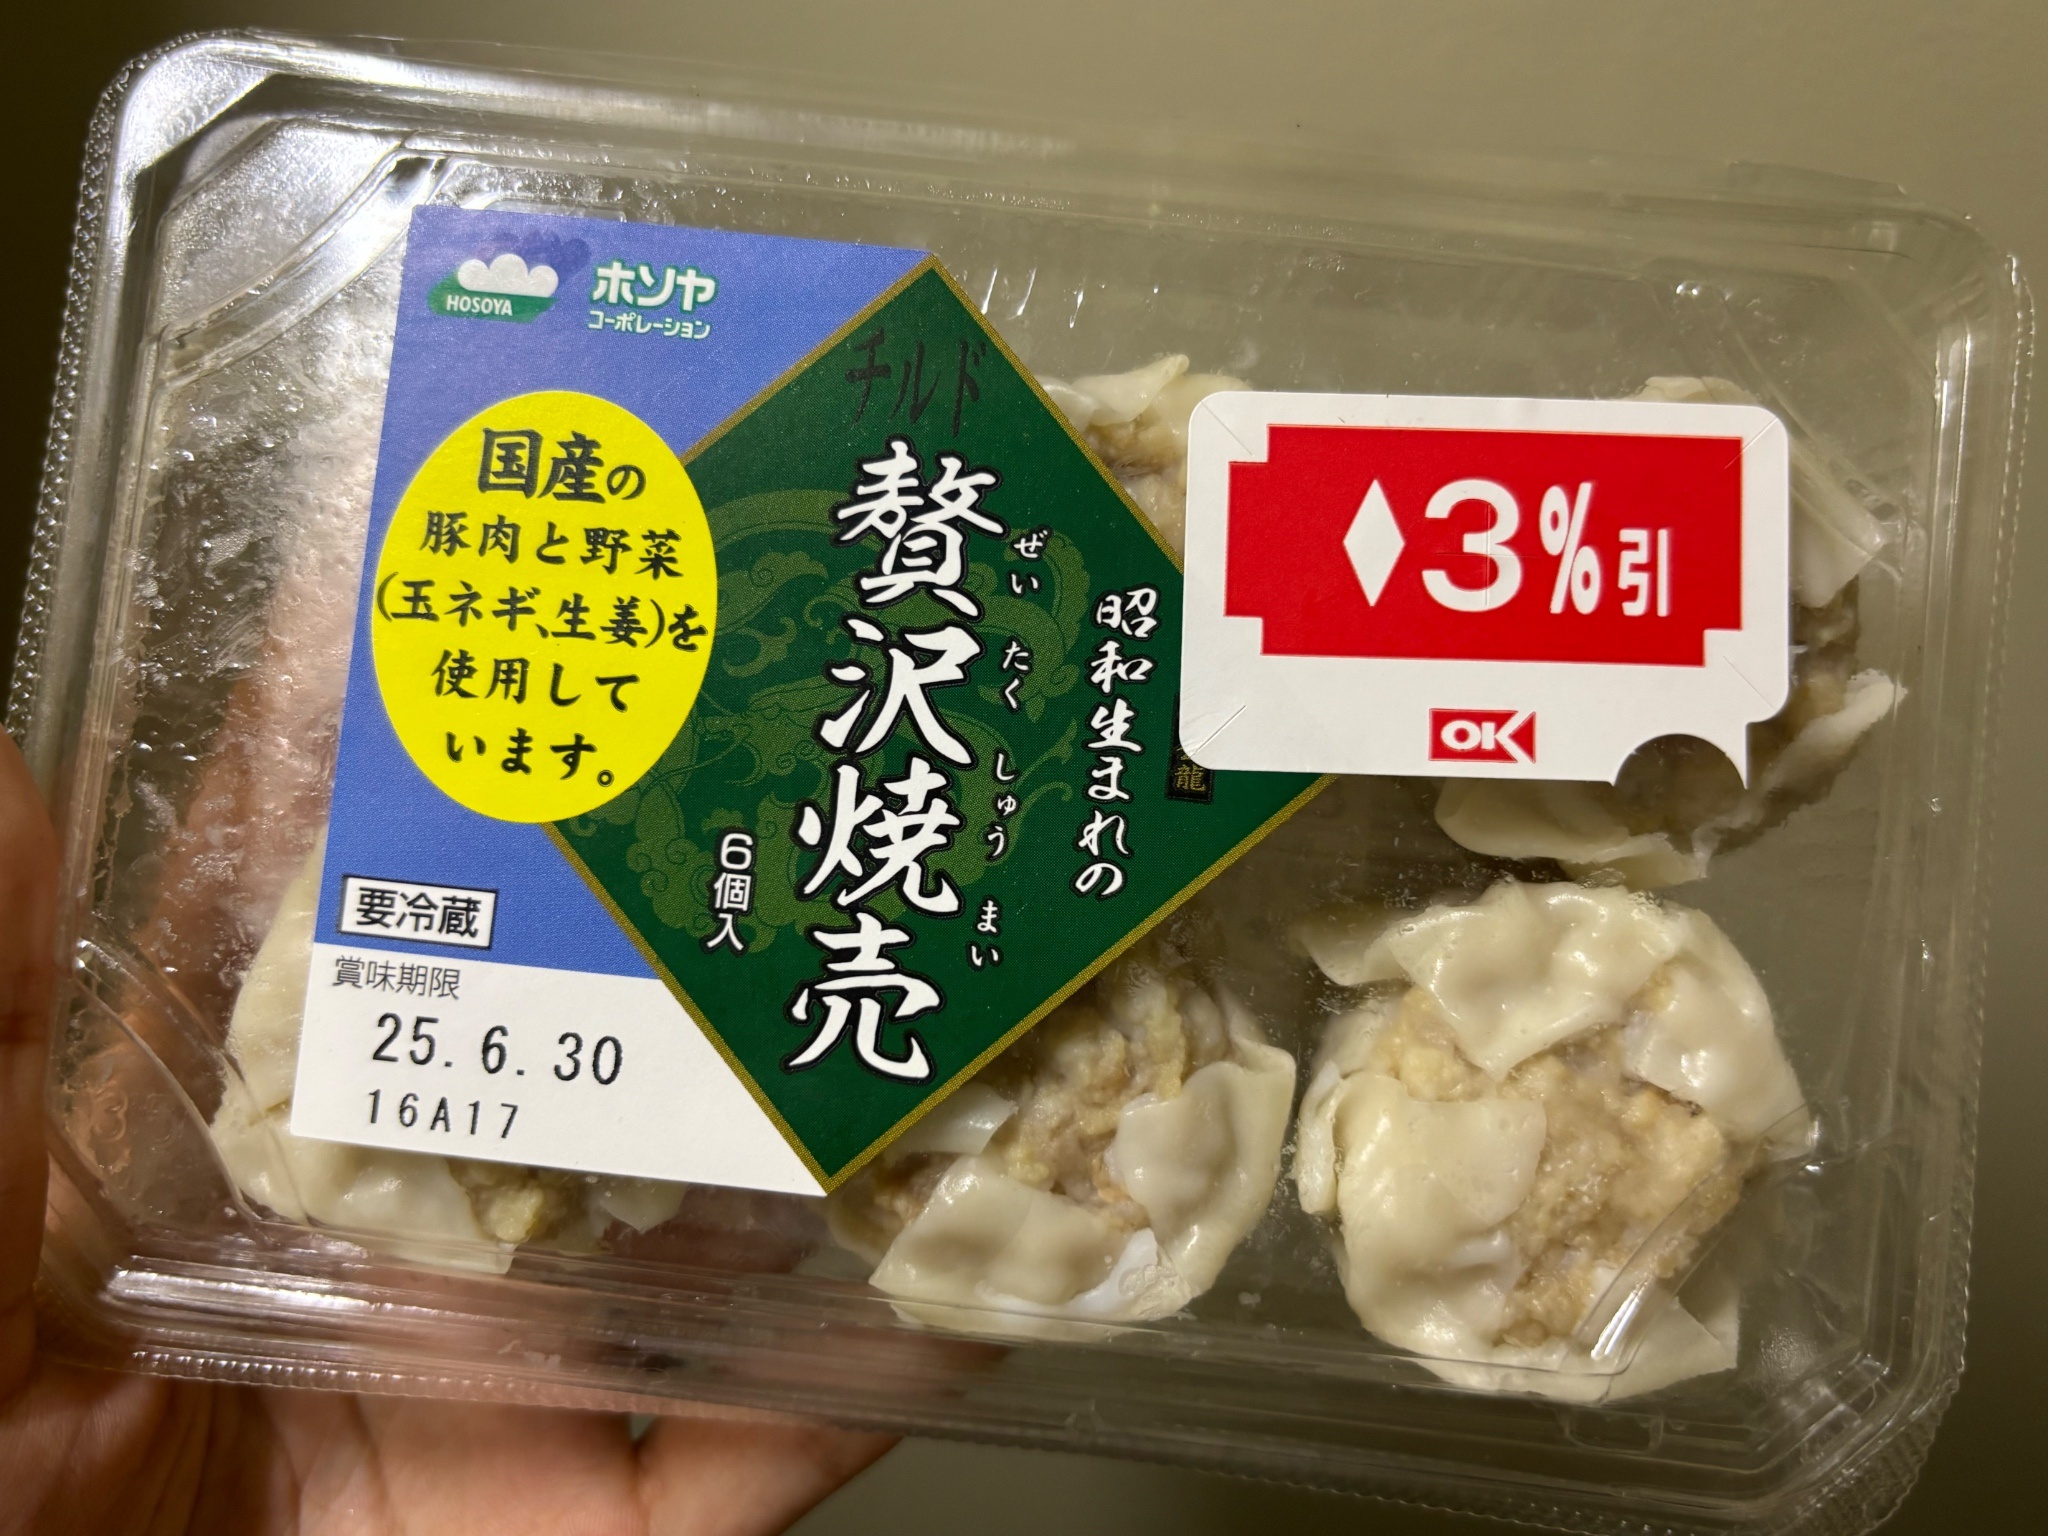 HOSOYA
ホソヤ
コーポレーション
国産の
豚肉と野菜
(玉ネギ、生姜)を
使用して
います。
チルド
昭和生まれの
贅沢焼売
ぜいたくしゅうまい
6個入
龍
♦3%引
OK
要冷蔵
賞味期限
25.6.30
16A17